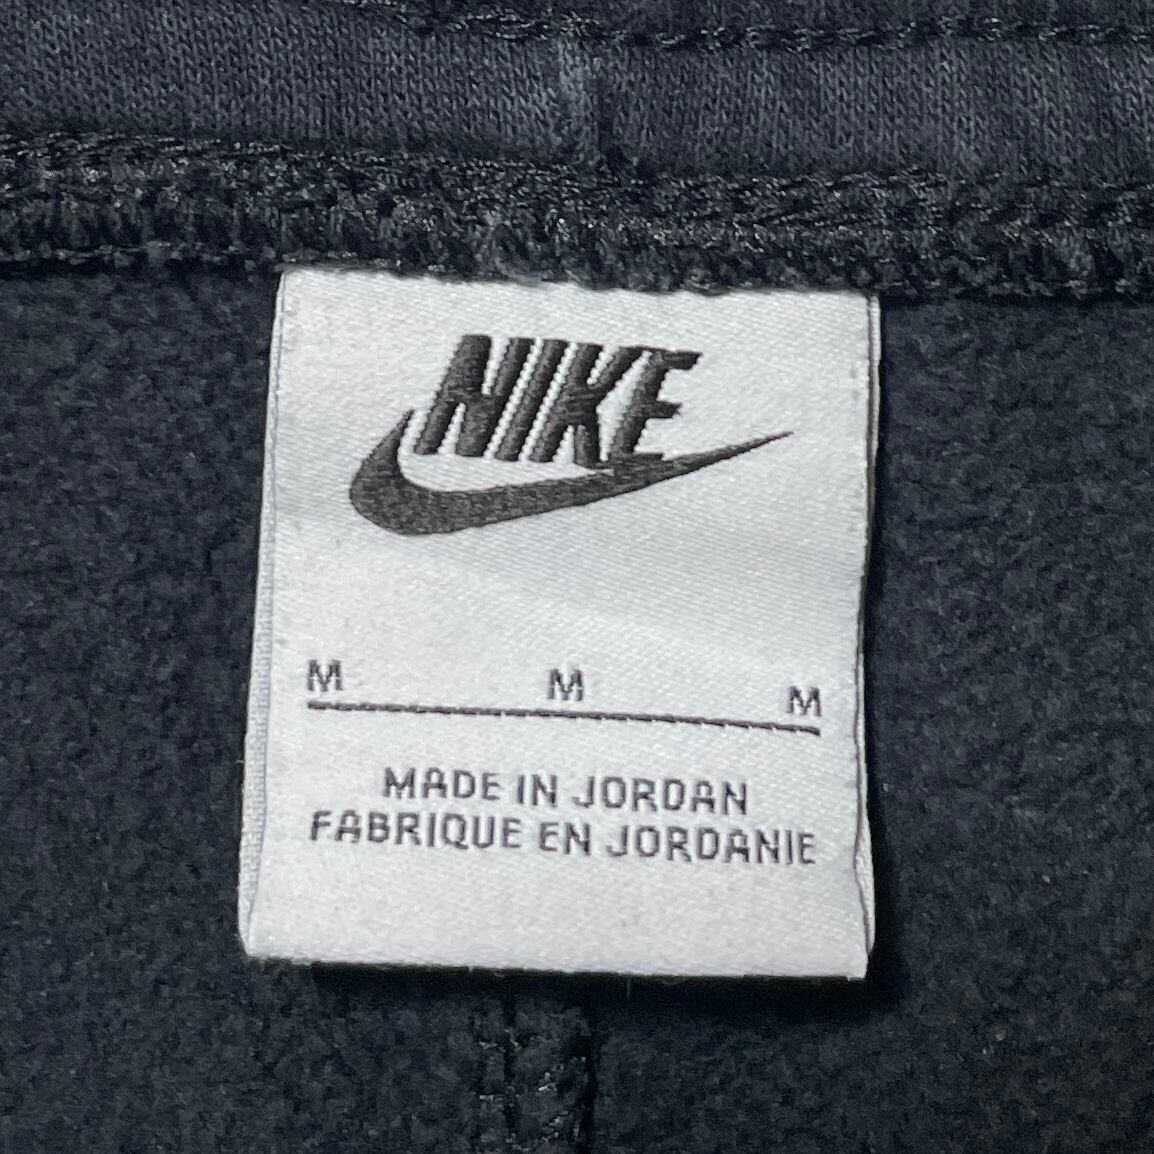 NIKE
M M M
MADE IN JORDAN
FABRIQUE EN JORDANIE